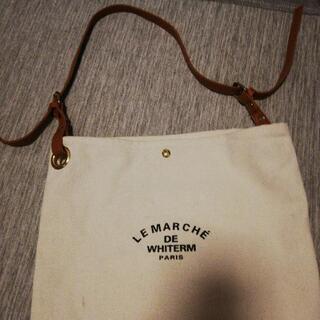 LE MARCHÉ
DE
WHITERM
PARIS